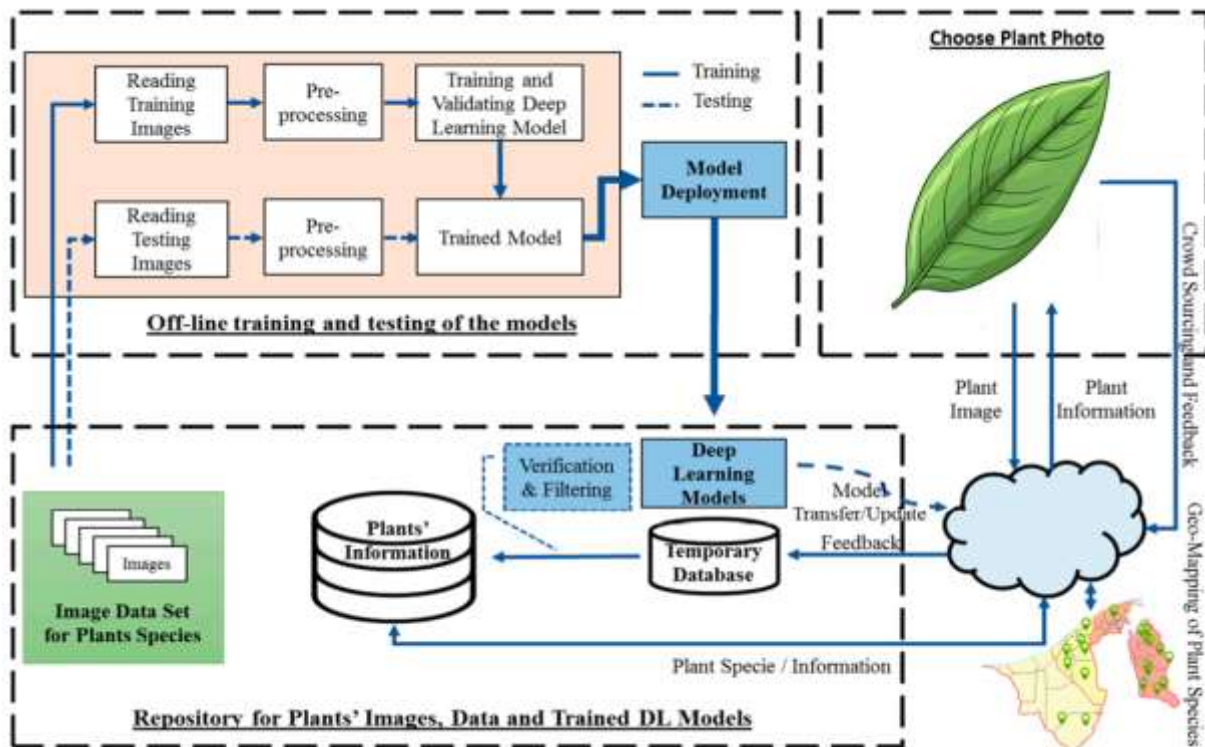 Choose Plant Photo
Reading
Training
Images
Pre-
processing
Training and
Validating Deep
Learning Model
Training
Testing
Model
Deployment
Reading
Testing
Images
Pre-
processing
Trained Model
Off-line training and testing of the models
Crowd Sourcing and Feedback
Plant
Image
Plant
Information
Verification
& Filtering
Deep
Learning
Models
Model
Transfer/Update
Feedback
Plants’
Information
Temporary
Database
Images
Image Data Set
for Plants Species
Geo-Mapping of Plant Species
Plant Specie / Information
Repository for Plants’ Images, Data and Trained DL Models